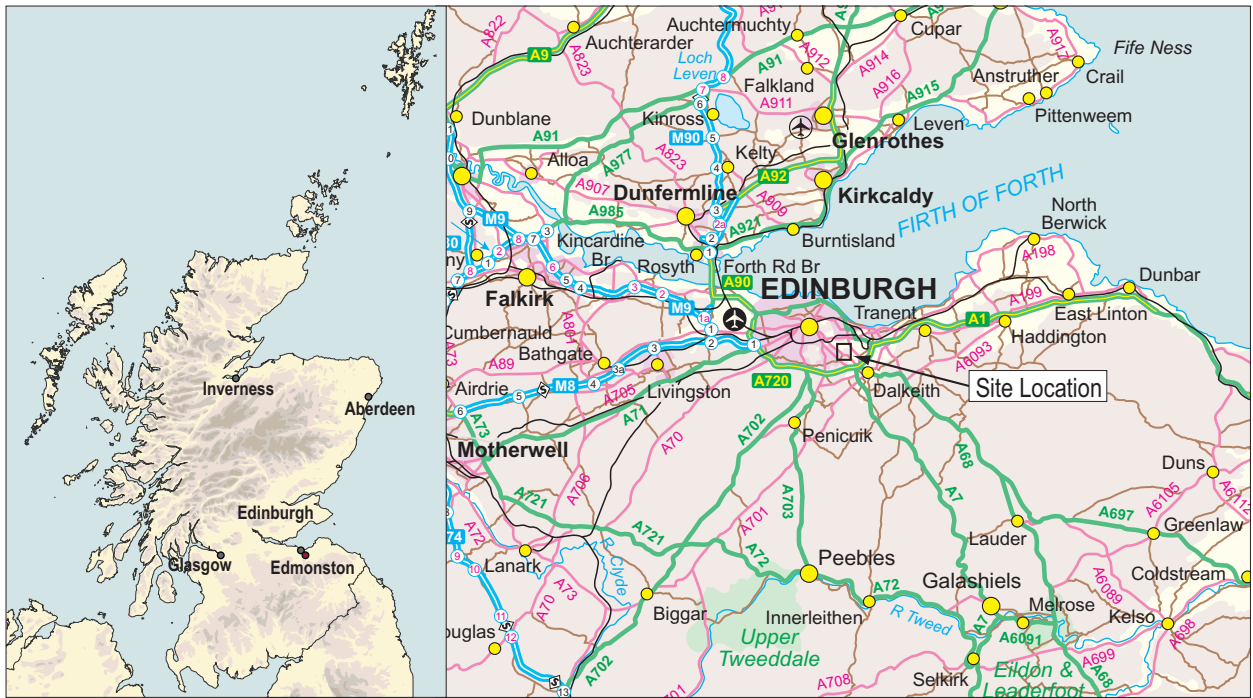 Inverness
Aberdeen
Edinburgh
Glasgow
Edmonston
A822
Auchterarder
A823
A9
Auchtermuchty
Loch
Leven
A91
A912
Falkland
A911
Cupar
A914
A916
A915
A917
Fife Ness
Anstruther
Crail
Pittenweem
Dunblane
A91
A977
Kinross
M90
A823
Kelty
Glenrothes
Leven
Alloa
A907
Dunfermline
A92
A909
Kirkcaldy
A985
A921
Burntisland
FIRTH OF FORTH
North
Berwick
A198
M9
Kincardine
Br
Rosyth
Forth Rd Br
A90
Falkirk
M9
EDINBURGH
Tranent
A199
A1
East Linton
Haddington
Dunbar
Cumbernauld
A801
A73
A89
Bathgate
Airdrie
M8
A705
Livingston
A71
A720
Dalkeith
A6093
Site Location
A73
Motherwell
A70
A702
Penicuik
A706
A703
A701
A68
A7
Duns
A6105
A6112
A697
Greenlaw
Lauder
A721
A721
A72
A72
A74
Lanark
R Clyde
A73
A70
Biggar
Peebles
A72
Innerleithen
R Tweed
Galashiels
Melrose
A7
A6091
A6089
Coldstream
Kelso
A698
A699
A68
Upper
Tweeddale
Selkirk
Eildon &
Leaderfoot
A708
A702
ouglas